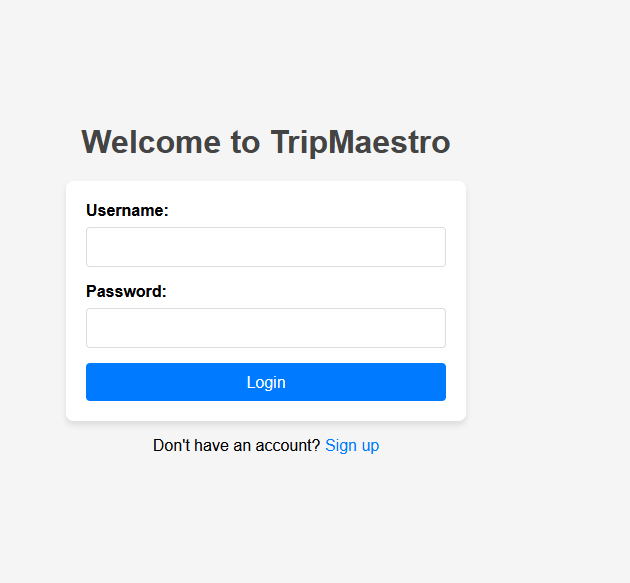 Welcome to TripMaestro
Username:
Password:
Login
Don't have an account? Sign up